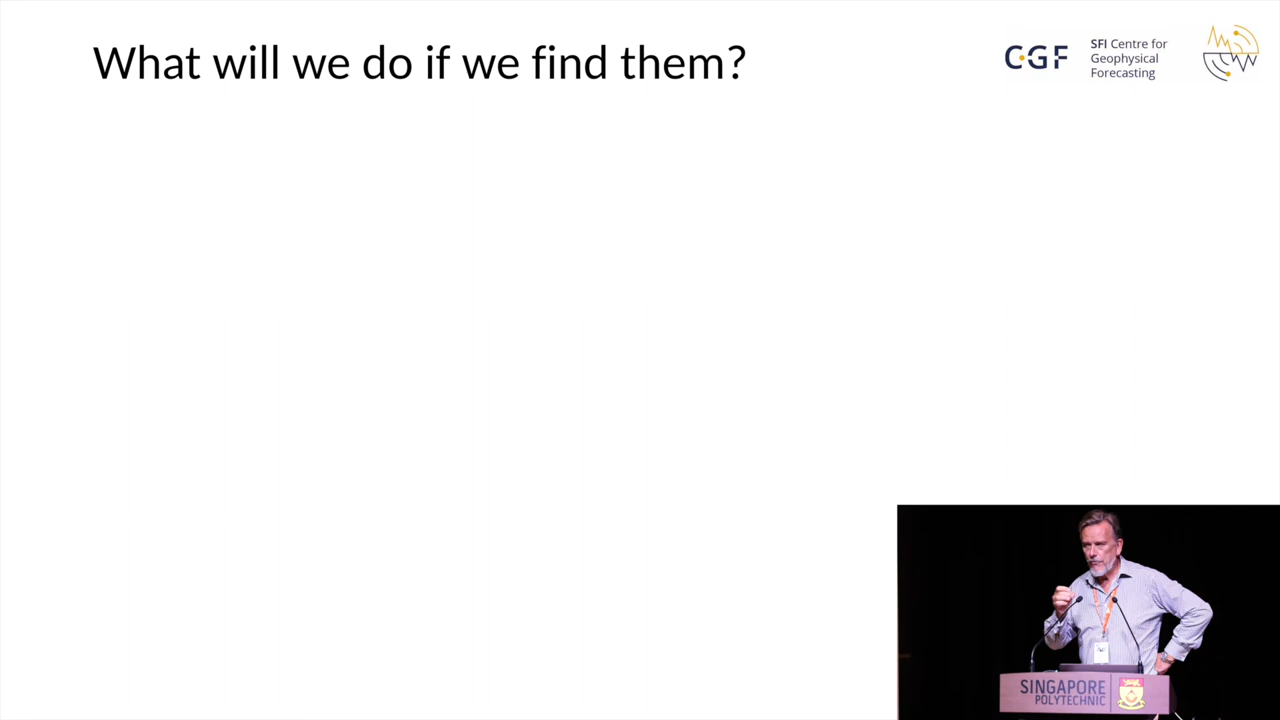 What will we do if we find them?
CGF
SFI Centre for
Geophysical
Forecasting
SINGAPORE
POLYTECHNIC